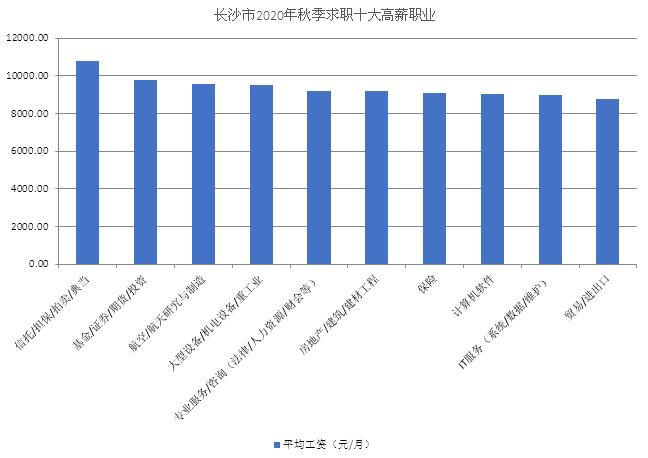 长沙市2020年秋季求职十大高薪职业
12000.00
10000.00
8000.00
6000.00
4000.00
2000.00
0.00
信托/担保/拍卖/典当
基金/证券/期货/投资
航空/航天研究与制造
大型设备/机电设备/重工业
专业服务/咨询（法律/人力资源/财会等）
房地产/建筑/建材工程
保险
计算机软件
IT服务（系统/数据/维护）
贸易/进出口
平均工资（元/月）